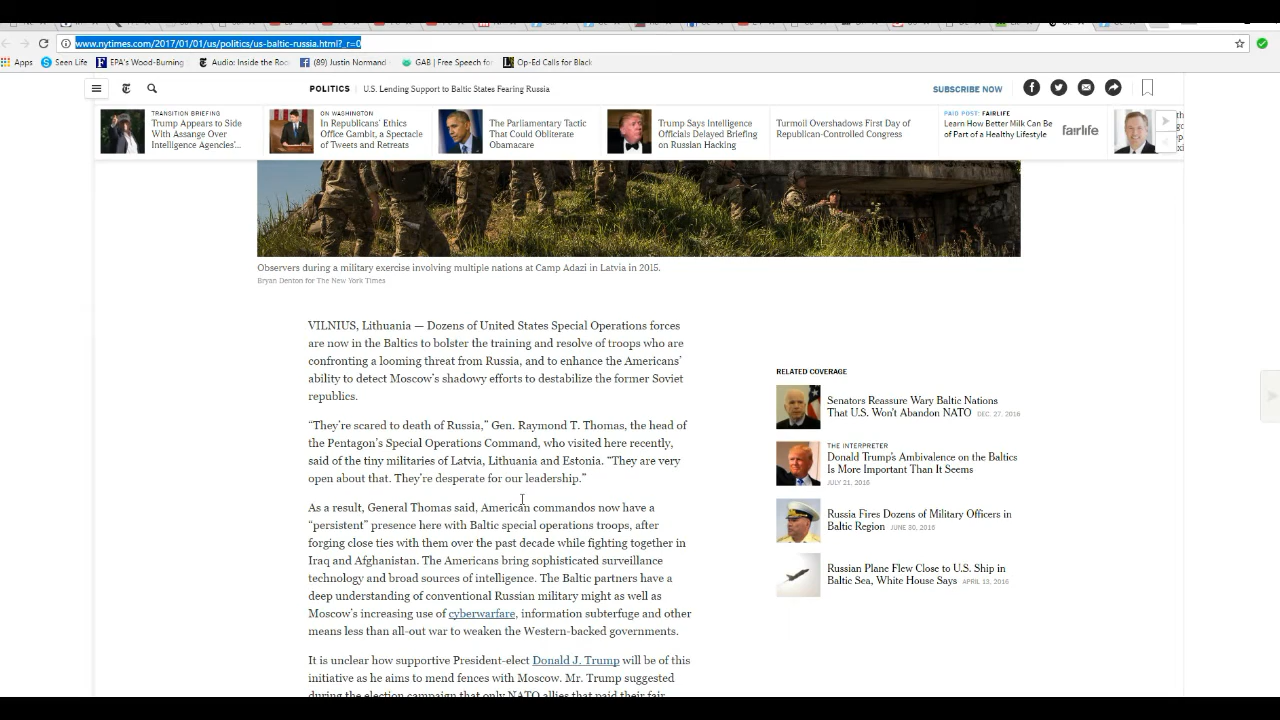 www.nytimes.com/2017/01/01/us/politics/us-baltic-russia.html?_r=0
Apps Seen Life EPA's Wood-Burning Audio: Inside the Roo (89) Justin Normand GAB | Free Speech fo Op-Ed Calls for Black
POLITICS U.S. Lending Support to Baltic States Fearing Russia SUBSCRIBE NOW
TRANSITION BRIEFING
Trump Appears to Side
With Assange Over
Intelligence Agencies'...
ON WASHINGTON
In Republicans' Ethics
Office Gambit, a Spectacle
of Tweets and Retreats
The Parliamentary Tactic
That Could Obliterate
Obamacare
Trump Says Intelligence
Officials Delayed Briefing
on Russian Hacking
Turmoil Overshadows First Day of
Republican-Controlled Congress
PAID POST: FAIRLIFE
Learn How Better Milk Can Be
of Part of a Healthy Lifestyle
fairlife
Observers during a military exercise involving multiple nations at Camp Adazi in Latvia in 2015.
Bryan Denton for The New York Times
VILNIUS, Lithuania — Dozens of United States Special Operations forces
are now in the Baltics to bolster the training and resolve of troops who are
confronting a looming threat from Russia, and to enhance the Americans'
ability to detect Moscow's shadowy efforts to destabilize the former Soviet
republics.
“They're scared to death of Russia,” Gen. Raymond T. Thomas, the head of
the Pentagon's Special Operations Command, who visited here recently,
said of the tiny militaries of Latvia, Lithuania and Estonia. “They are very
open about that. They're desperate for our leadership.”
As a result, General Thomas said, American commandos now have a
“persistent” presence here with Baltic special operations troops, after
forging close ties with them over the past decade while fighting together in
Iraq and Afghanistan. The Americans bring sophisticated surveillance
technology and broad sources of intelligence. The Baltic partners have a
deep understanding of conventional Russian military might as well as
Moscow's increasing use of cyberwarfare, information subterfuge and other
means less than all-out war to weaken the Western-backed governments.
It is unclear how supportive President-elect Donald J. Trump will be of this
initiative as he aims to mend fences with Moscow. Mr. Trump suggested
during the election campaign that only NATO allies that paid their fair
RELATED COVERAGE
Senators Reassure Wary Baltic Nations
That U.S. Won't Abandon NATO DEC. 27, 2016
THE INTERPRETER
Donald Trump's Ambivalence on the Baltics
Is More Important Than It Seems
JULY 21, 2016
Russia Fires Dozens of Military Officers in
Baltic Region JUNE 30, 2016
Russian Plane Flew Close to U.S. Ship in
Baltic Sea, White House Says APRIL 13, 2016